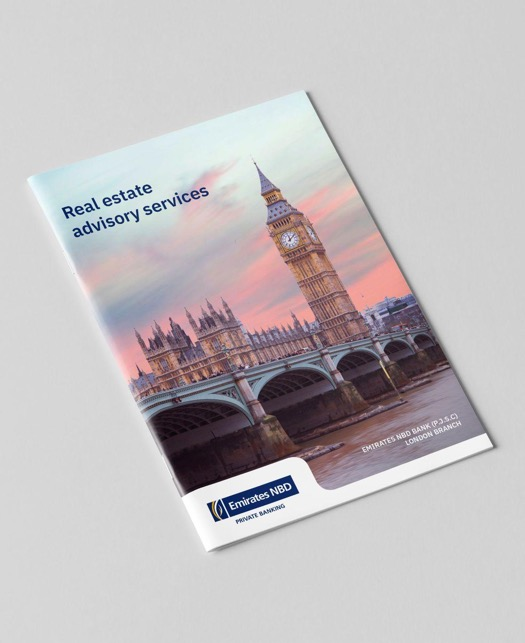 Real estate
advisory services
EMIRATES NBD BANK (P.J.S.C)
LONDON BRANCH
Emirates NBD
PRIVATE BANKING